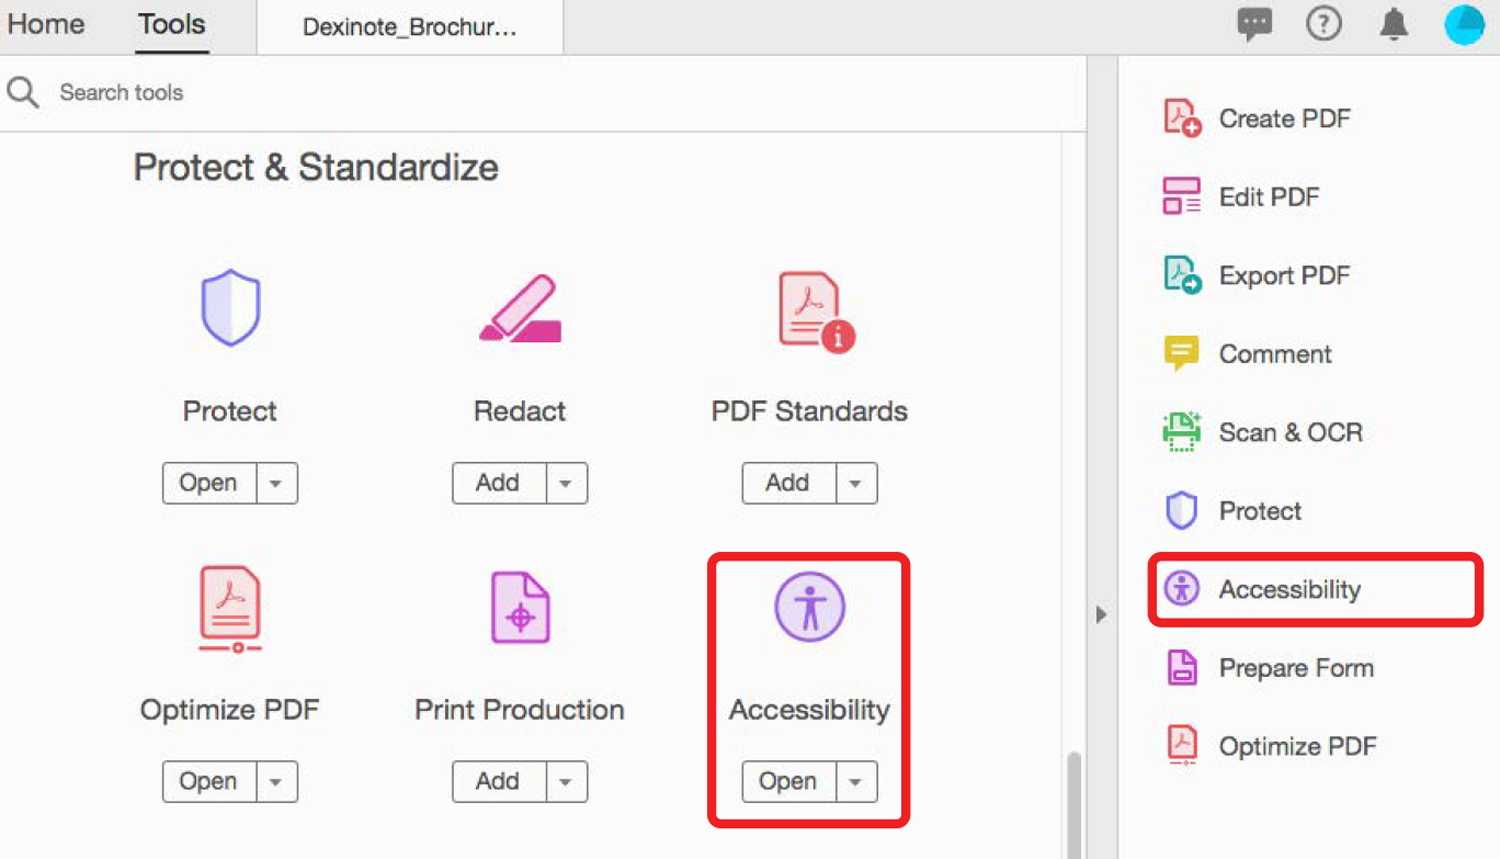 Home Tools Dexinote_Brochur...
Search tools
Protect & Standardize
Protect Redact PDF Standards
Open Add Add
Optimize PDF Print Production Accessibility
Open Add Open
Create PDF
Edit PDF
Export PDF
Comment
Scan & OCR
Protect
Accessibility
Prepare Form
Optimize PDF